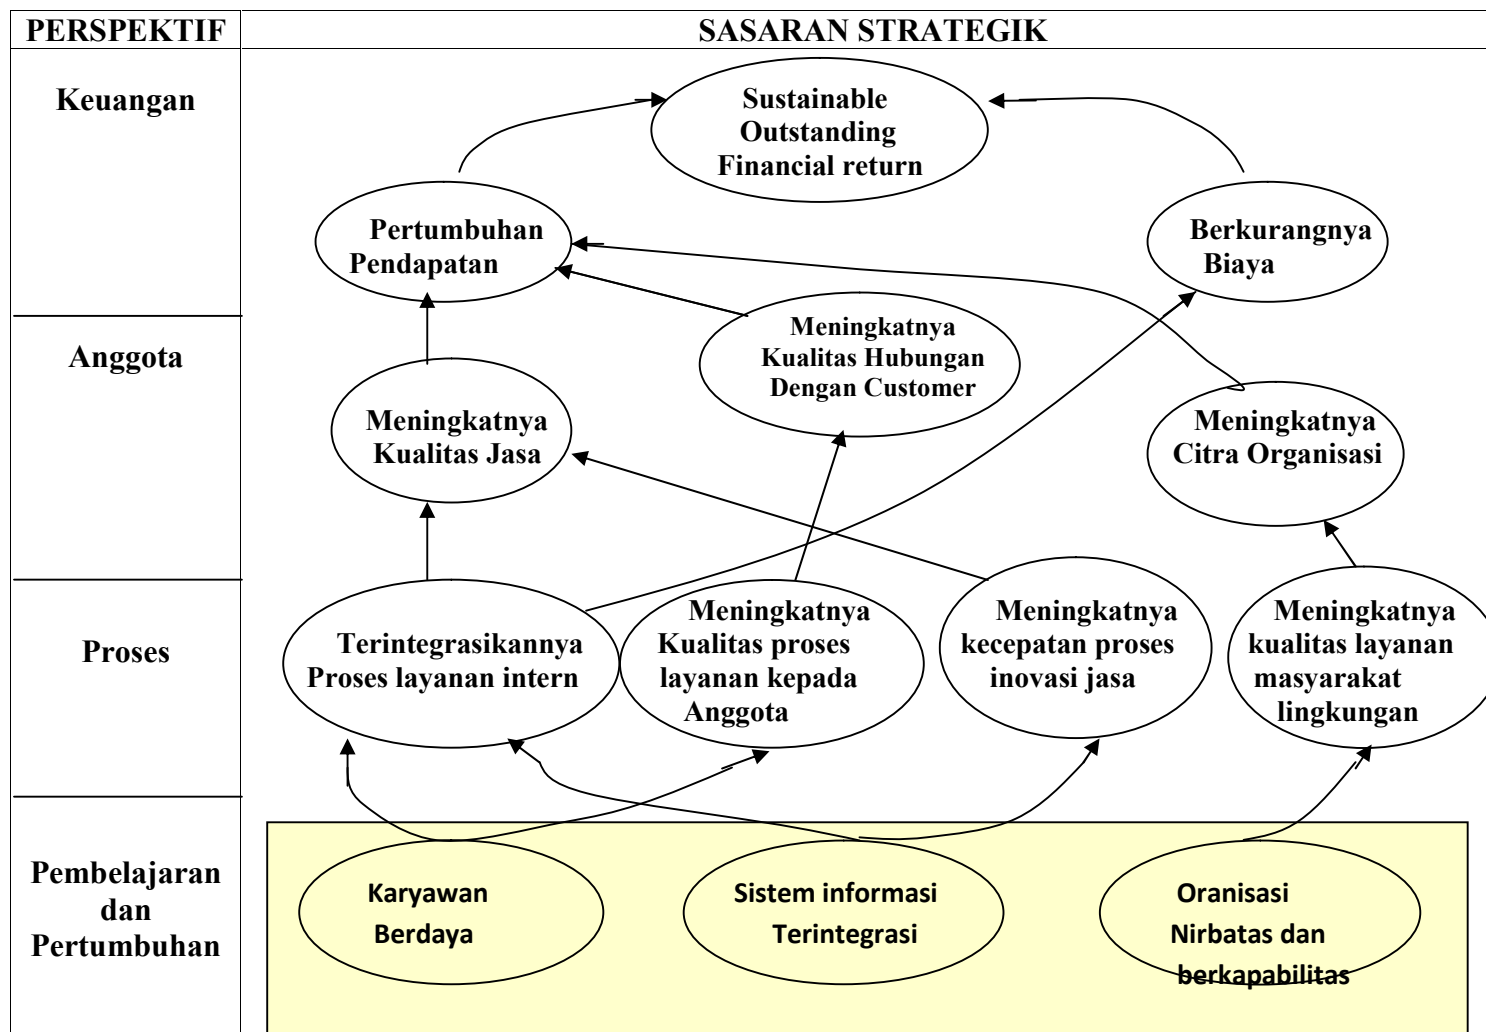 PERSPEKTIF
SASARAN STRATEGIK
Keuangan
Sustainable
Outstanding
Financial return
Pertumbuhan
Pendapatan
Berkurangnya
Biaya
Anggota
Meningkatnya
Kualitas Hubungan
Dengan Customer
Meningkatnya
Kualitas Jasa
Meningkatnya
Citra Organisasi
Proses
Terintegrasikannya
Proses layanan intern
Meningkatnya
Kualitas proses
layanan kepada
Anggota
Meningkatnya
kecepatan proses
inovasi jasa
Meningkatnya
kualitas layanan
masyarakat
lingkungan
Pembelajaran
dan
Pertumbuhan
Karyawan
Berdaya
Sistem informasi
Terintegrasi
Oranisasi
Nirbatas dan
berkapabilitas